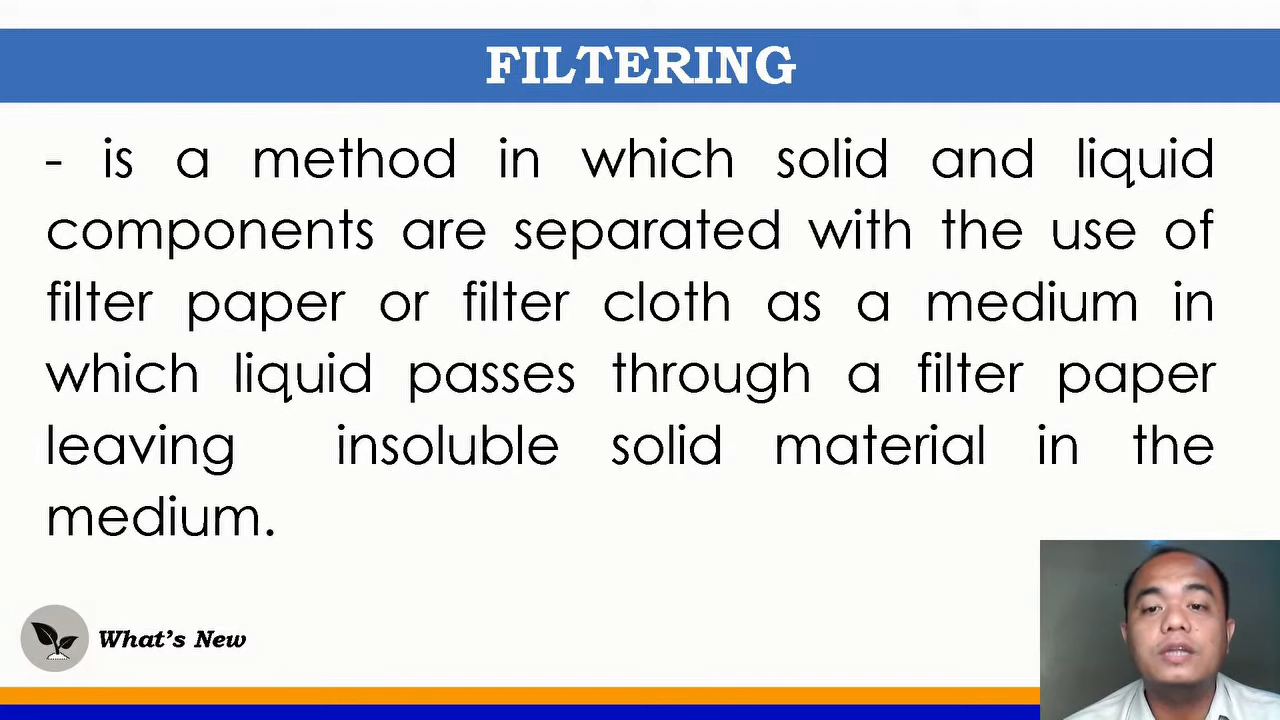 FILTERING
- is a method in which solid and liquid
components are separated with the use of
filter paper or filter cloth as a medium in
which liquid passes through a filter paper
leaving insoluble solid material in the
medium.
What's New